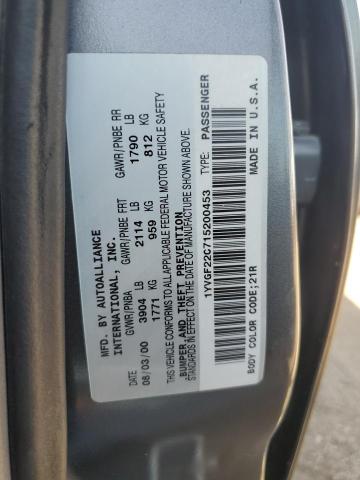 MFD. BY AUTOALLIANCE
INTERNATIONAL, INC.
DATE GVWR/PNBA GAWR/PNBE FRT GAWR/PNBE RR
08/03/00 3904 LB 2114 LB 1790 LB
1771 KG 959 KG 812 KG
THIS VEHICLE CONFORMS TO ALL APPLICABLE FEDERAL MOTOR VEHICLE SAFETY
BUMPER, AND THEFT PREVENTION
STANDARDS IN EFFECT ON THE DATE OF MANUFACTURE SHOWN ABOVE.
1YVGF22C715200453 TYPE: PASSENGER
BODY COLOR CODE;21R MADE IN U.S.A.